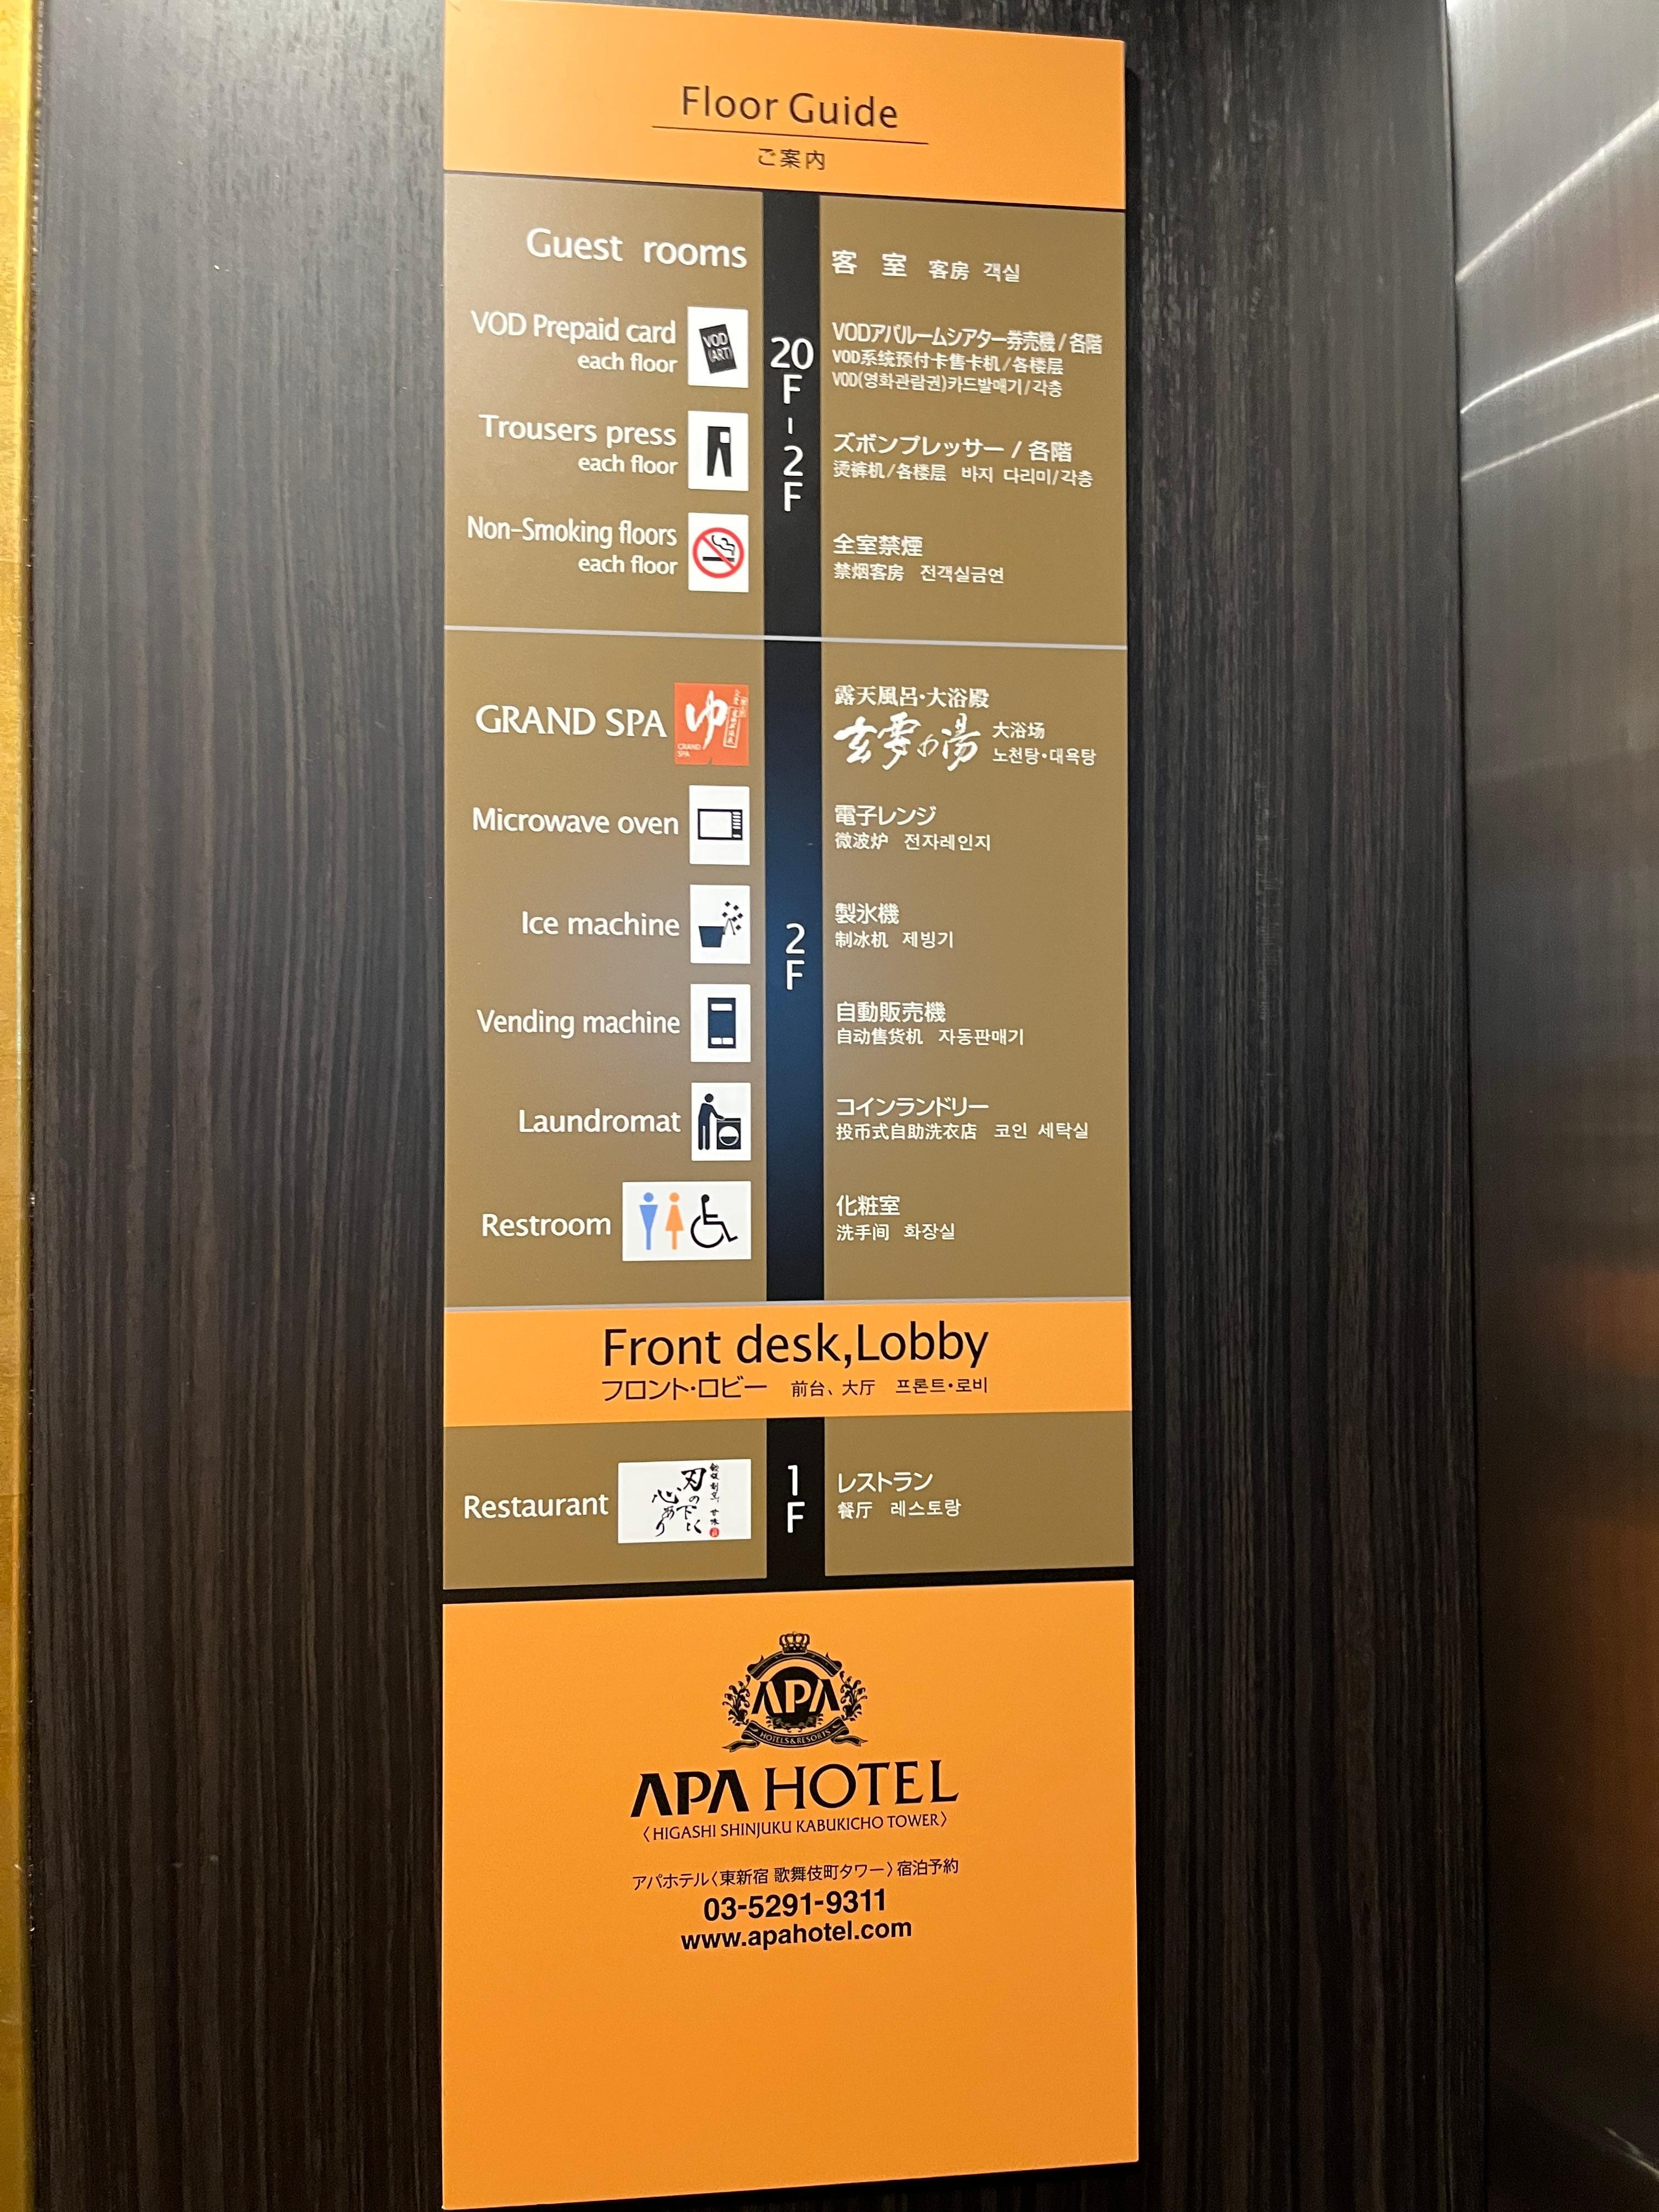 Floor Guide
ご案内
Guest rooms
客 室 客房 객실
VOD Prepaid card
each floor
VOD
(ART)
20
F
-
2
F
VODアパルームシアター券売機 / 各階
VOD系统预付卡售卡机/各楼层
VOD(영화관람권)카드발매기/각층
Trousers press
each floor
ズボンプレッサー / 各階
烫裤机/各楼层 바지 다리미/각층
Non-Smoking floors
each floor
全室禁煙
禁烟客房 전객실금연
GRAND SPA
ゆ
GRAND
SPA
露天風呂・大浴殿
玄夢の湯
大浴场
노천탕・대욕탕
Microwave oven
電子レンジ
微波炉 전자레인지
Ice machine
製氷機
制冰机 제빙기
2
F
Vending machine
自動販売機
自动售货机 자동판매기
Laundromat
コインランドリー
投币式自助洗衣店 코인 세탁실
Restroom
化粧室
洗手间 화장실
Front desk,Lobby
フロント・ロビー 前台、大厅 프론트・로비
Restaurant
刃の下に
心あり
1
F
レストラン
餐厅 레스토랑
APA
HOTELS&RESORTS
APA HOTEL
〈HIGASHI SHINJUKU KABUKICHO TOWER〉
アパホテル〈東新宿 歌舞伎町タワー〉宿泊予約
03-5291-9311
www.apahotel.com